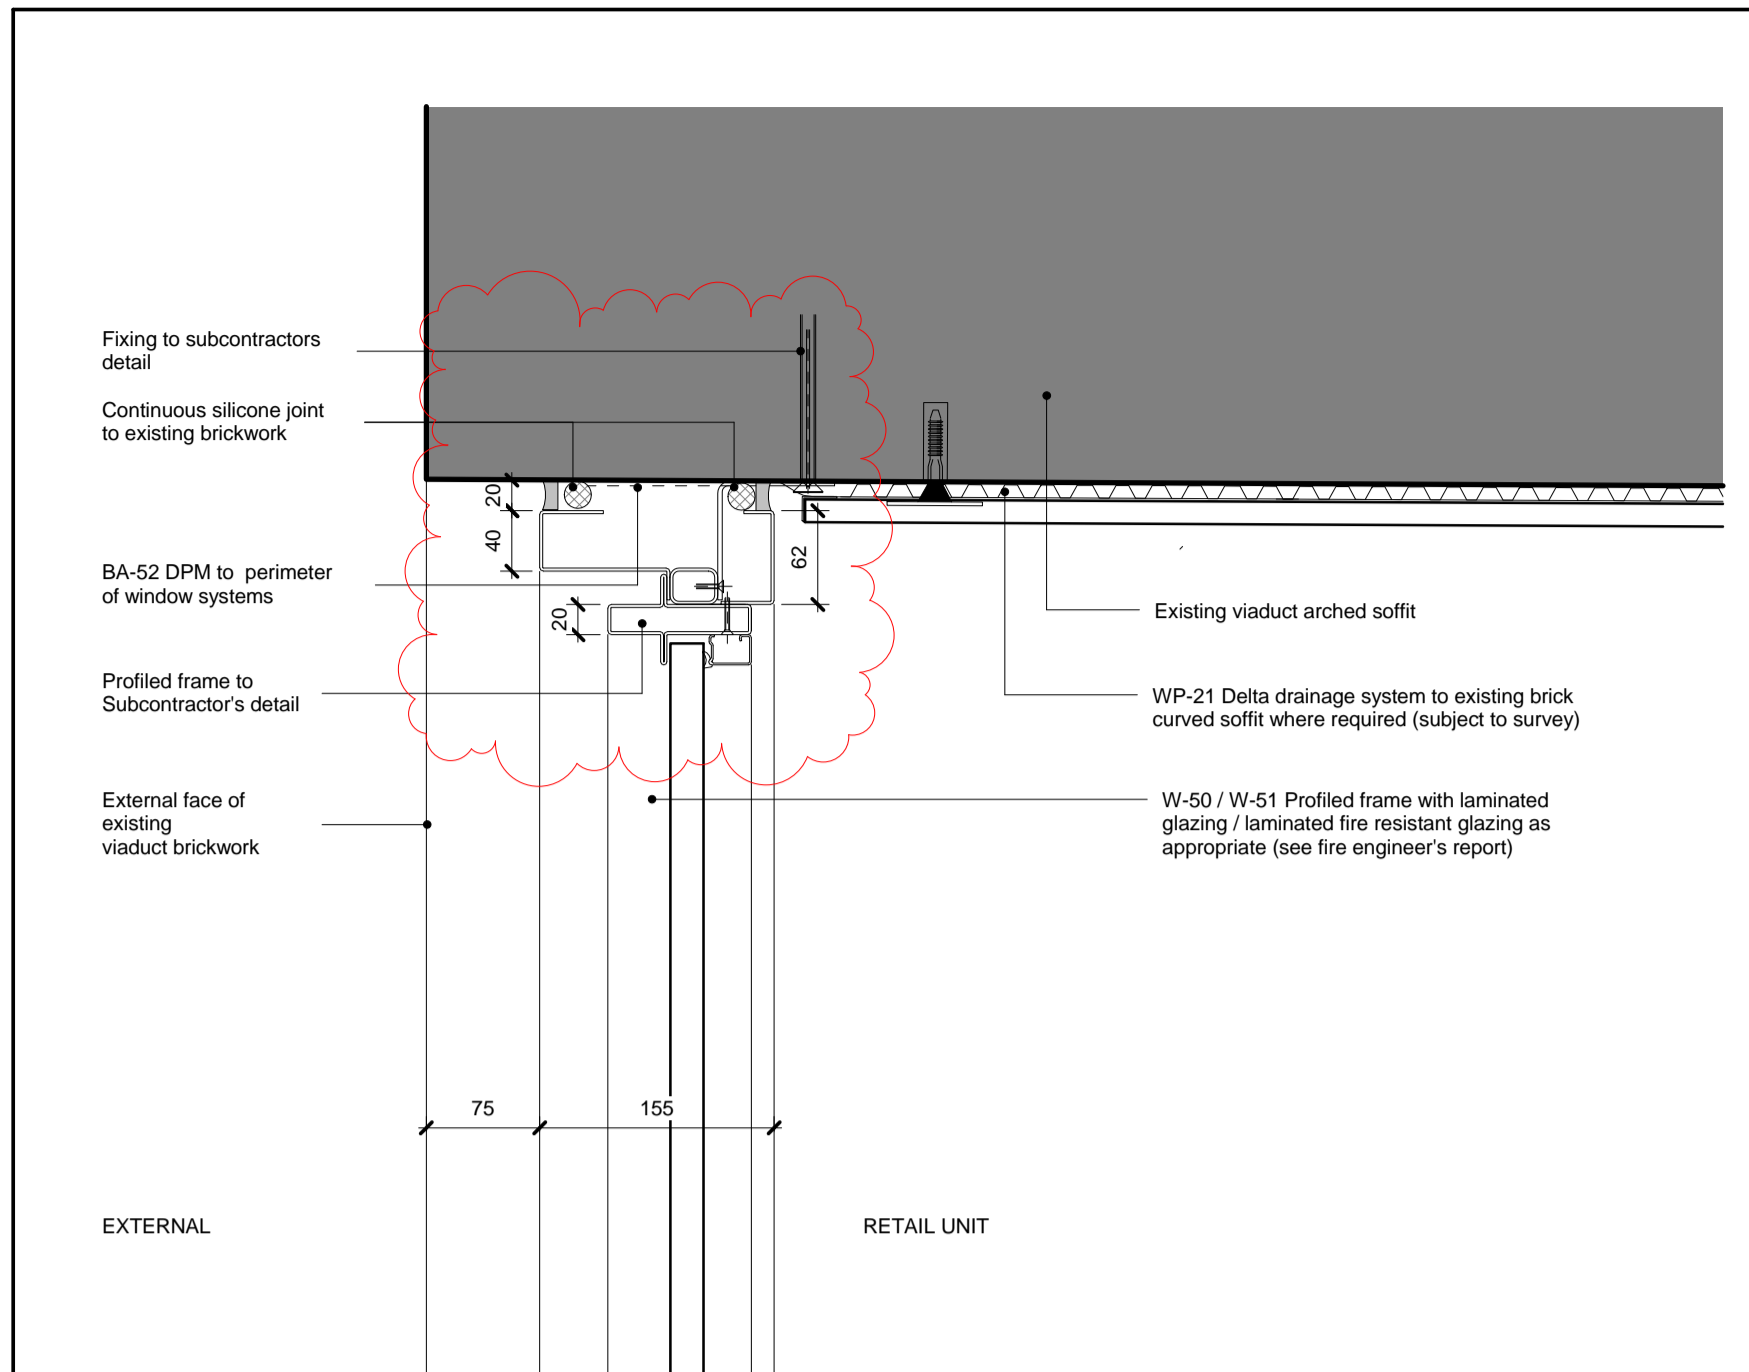 Fixing to subcontractors
detail
Continuous silicone joint
to existing brickwork
20
40
62
BA-52 DPM to perimeter
of window systems
20
Existing viaduct arched soffit
Profiled frame to
Subcontractor's detail
WP-21 Delta drainage system to existing brick
curved soffit where required (subject to survey)
External face of
existing
viaduct brickwork
W-50 / W-51 Profiled frame with laminated
glazing / laminated fire resistant glazing as
appropriate (see fire engineer's report)
75
155
EXTERNAL
RETAIL UNIT